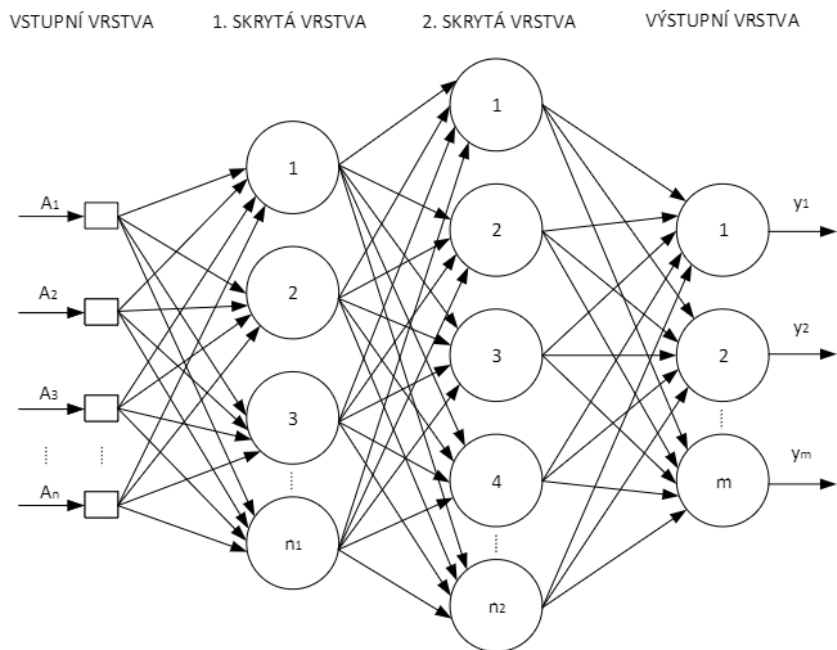 VSTUPNÍ VRSTVA
1. SKRYTÁ VRSTVA
2. SKRYTÁ VRSTVA
VÝSTUPNÍ VRSTVA
A1
A2
A3
An
1
2
3
n1
1
2
3
4
n2
1
2
m
y1
y2
ym